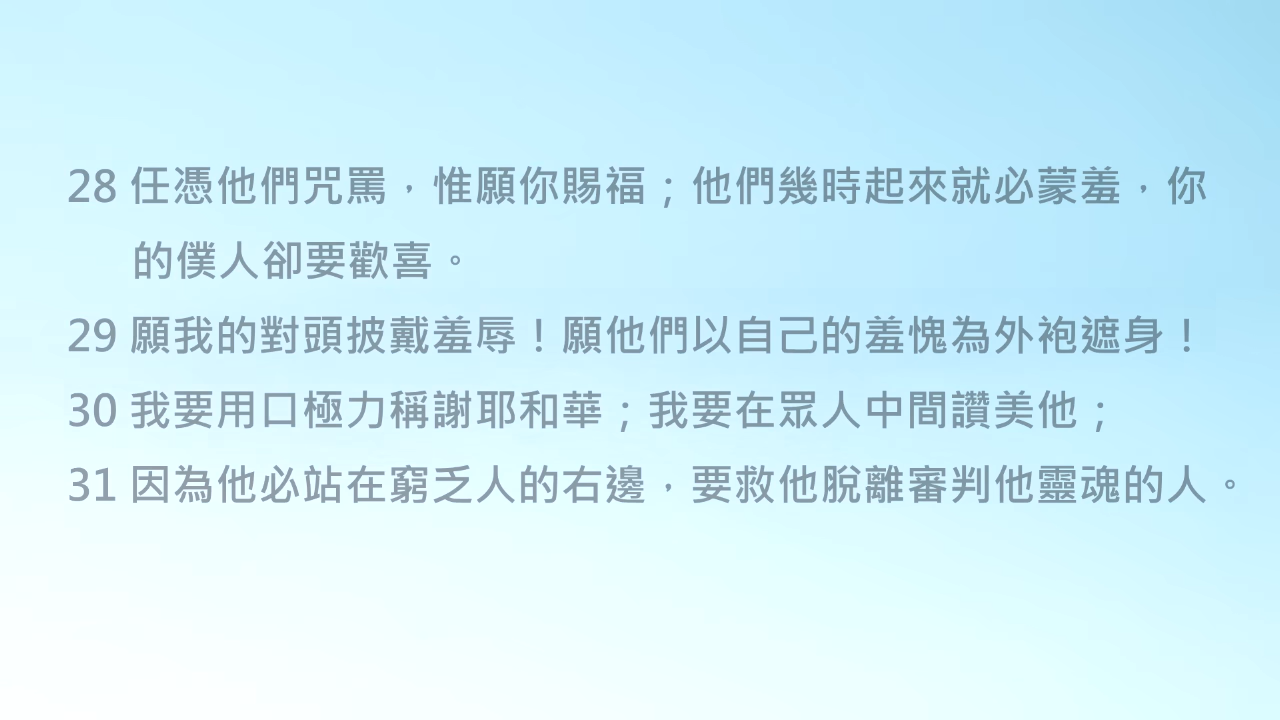 28 任憑他們咒罵，惟願你賜福；他們幾時起來就必蒙羞，你
的僕人卻要歡喜。
29 願我的對頭披戴羞辱！願他們以自己的羞愧為外袍遮身！
30 我要用口極力稱謝耶和華；我要在眾人中間讚美他；
31 因為他必站在窮乏人的右邊，要救他脫離審判他靈魂的人。